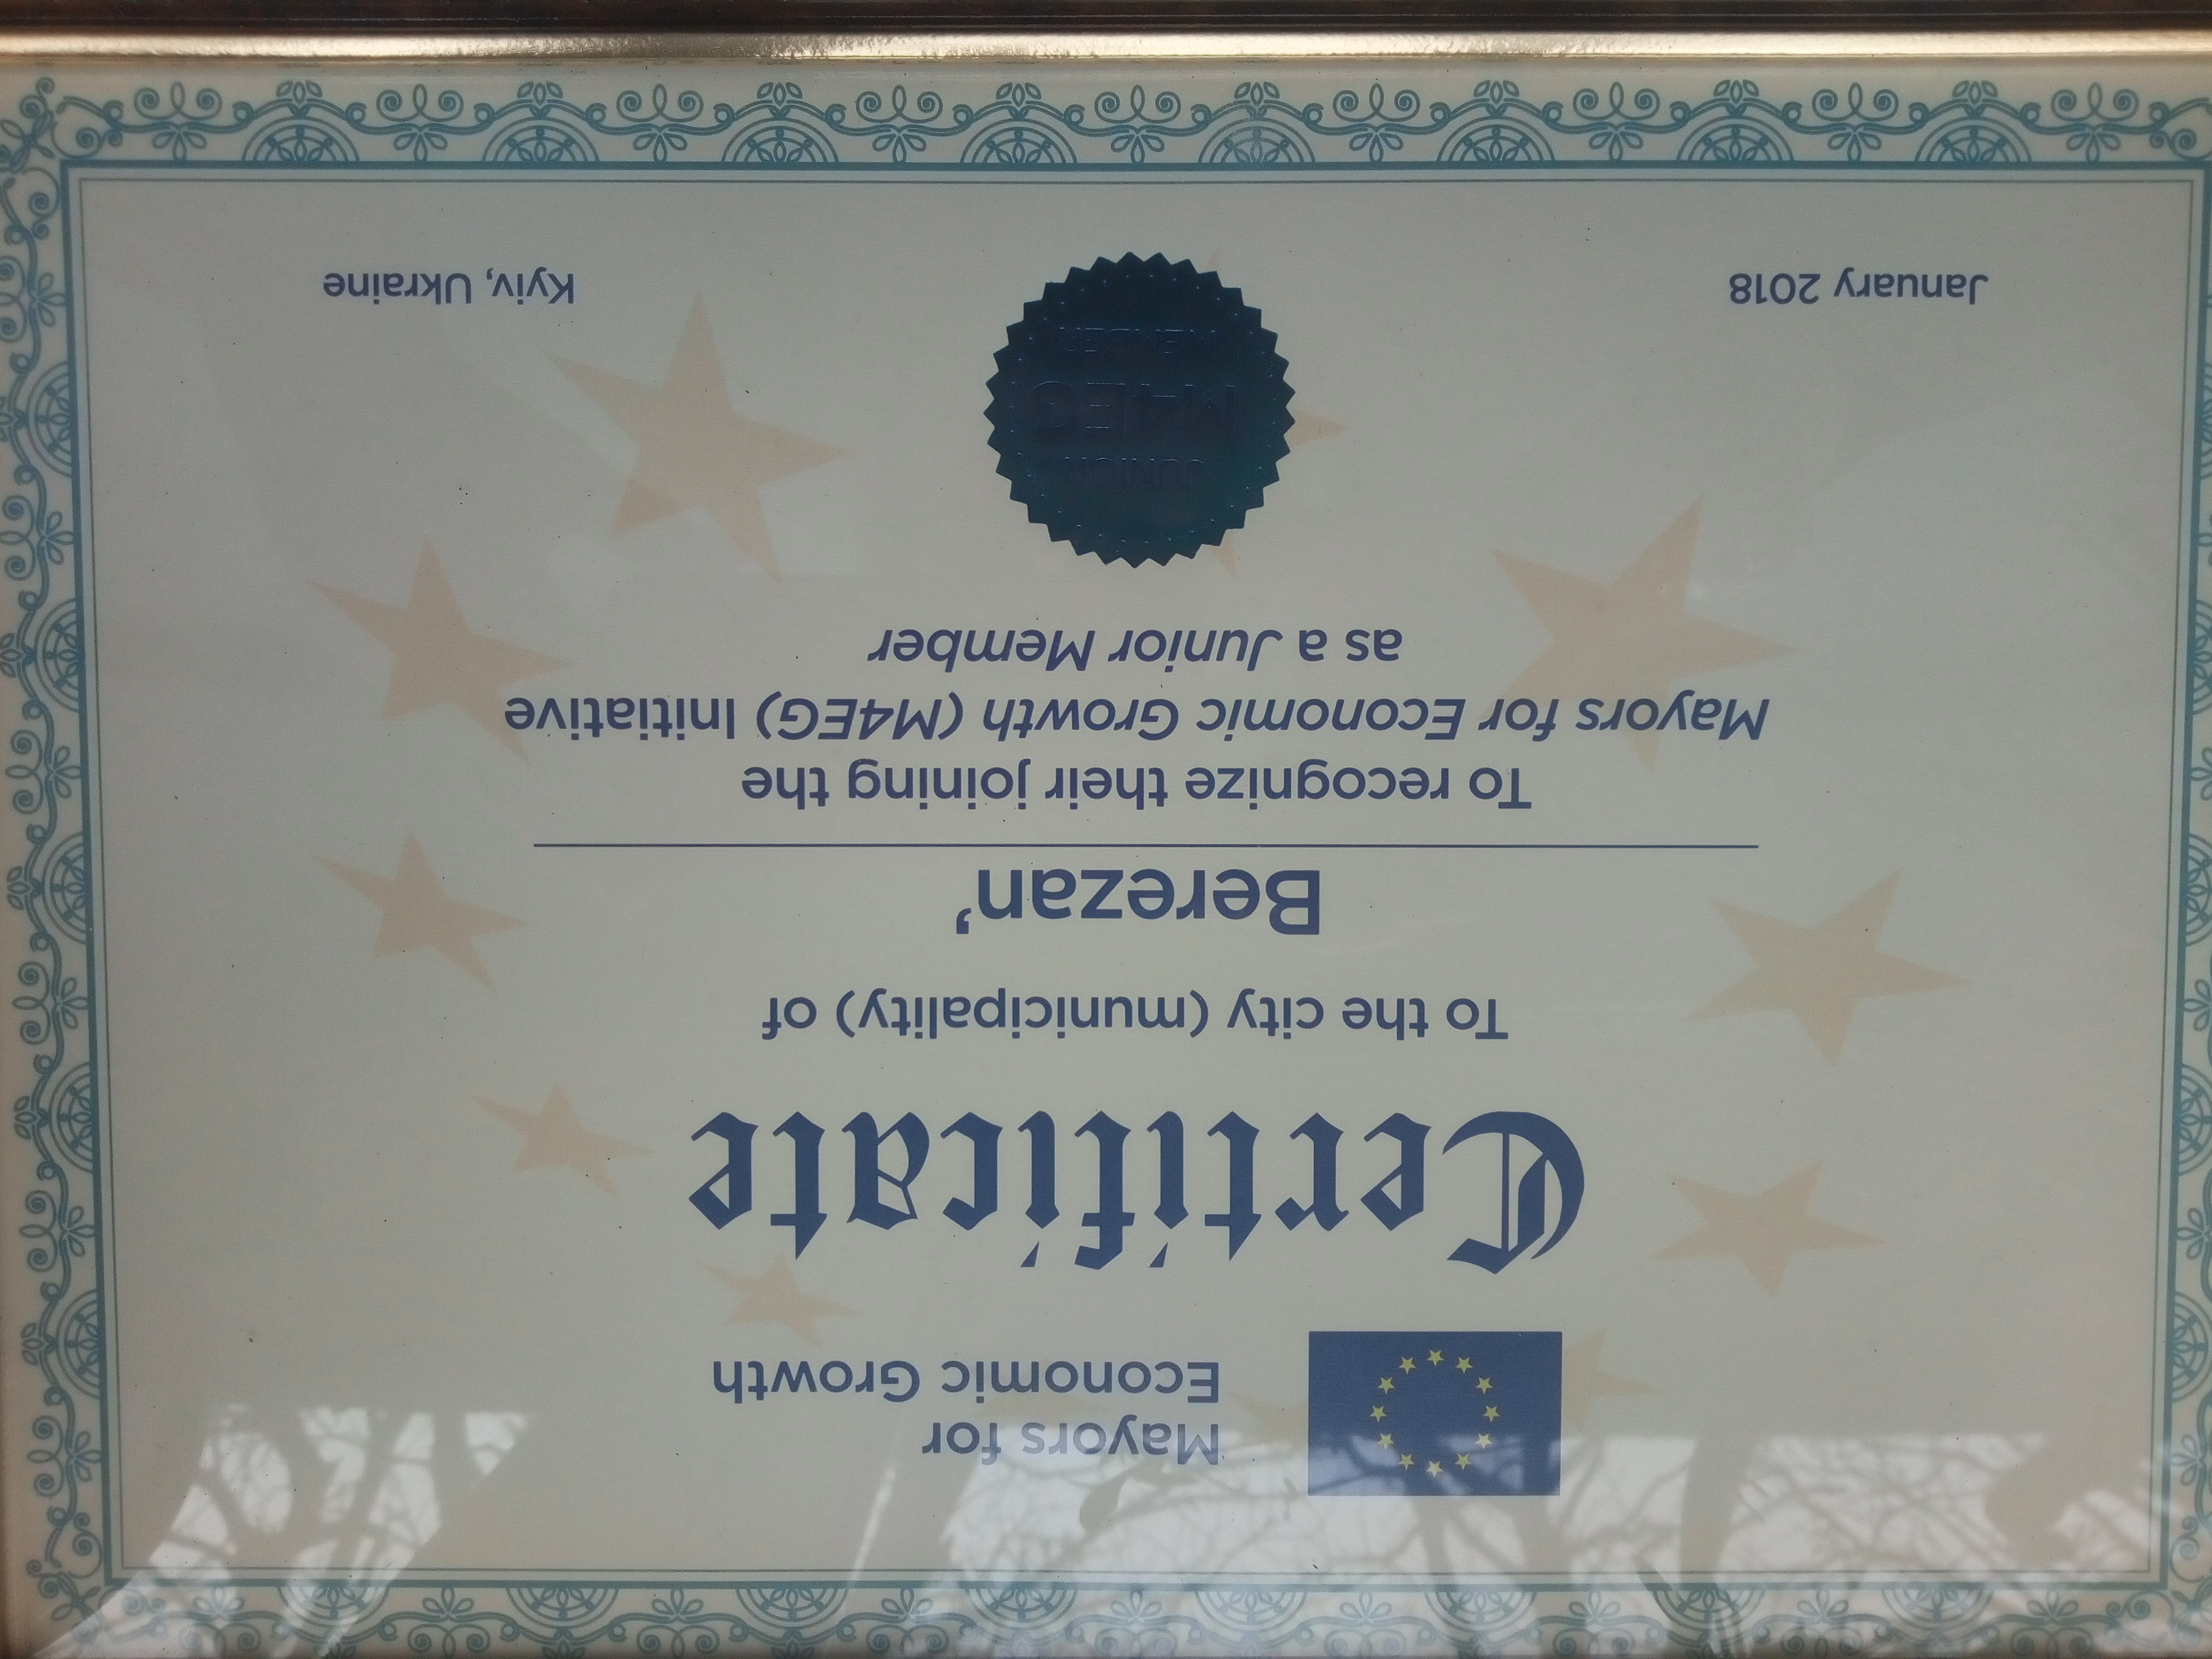 Mayors for
Economic Growth
Certificate
To the city (municipality) of
Berezan’
To recognize their joining the
Mayors for Economic Growth (M4EG) Initiative
as a Junior Member
JUNIOR
M4EG
MEMBER
January 2018
Kyiv, Ukraine